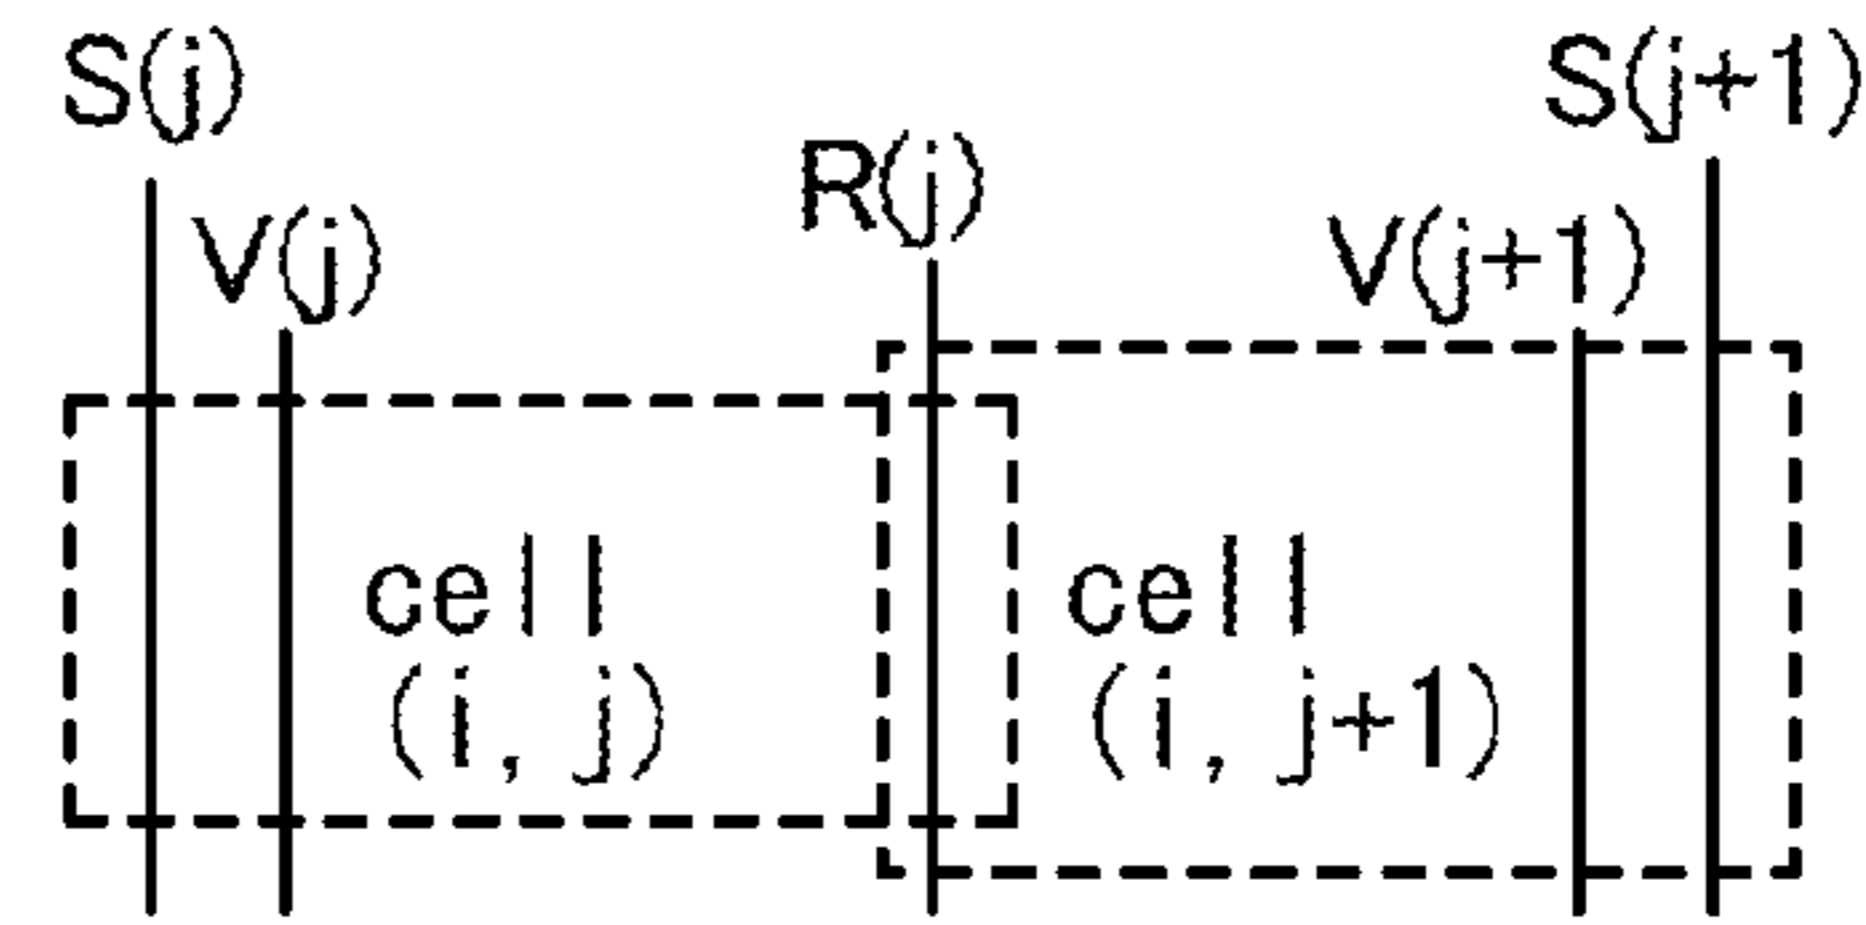 S(j)
S(j+1)
R(j)
V(j)
V(j+1)
cell
(i, j)
cell
(i, j+1)